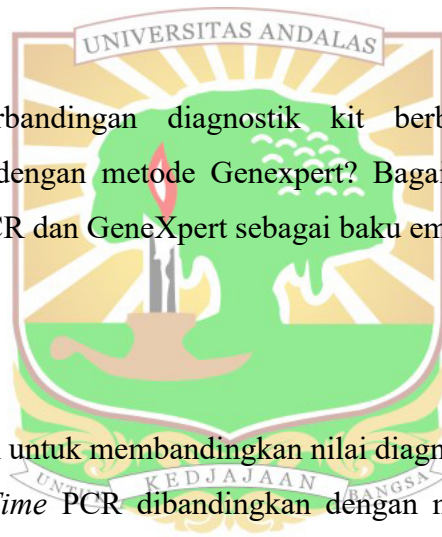 UNIVERSITAS ANDALAS
rbandingan diagnostik kit berb
dengan metode Genexpert? Bagai
CR dan GeneXpert sebagai baku em
untuk membandingkan nilai diagn
UNTUK KEDJAJAAN BANGSA
Time PCR dibandingkan dengan m